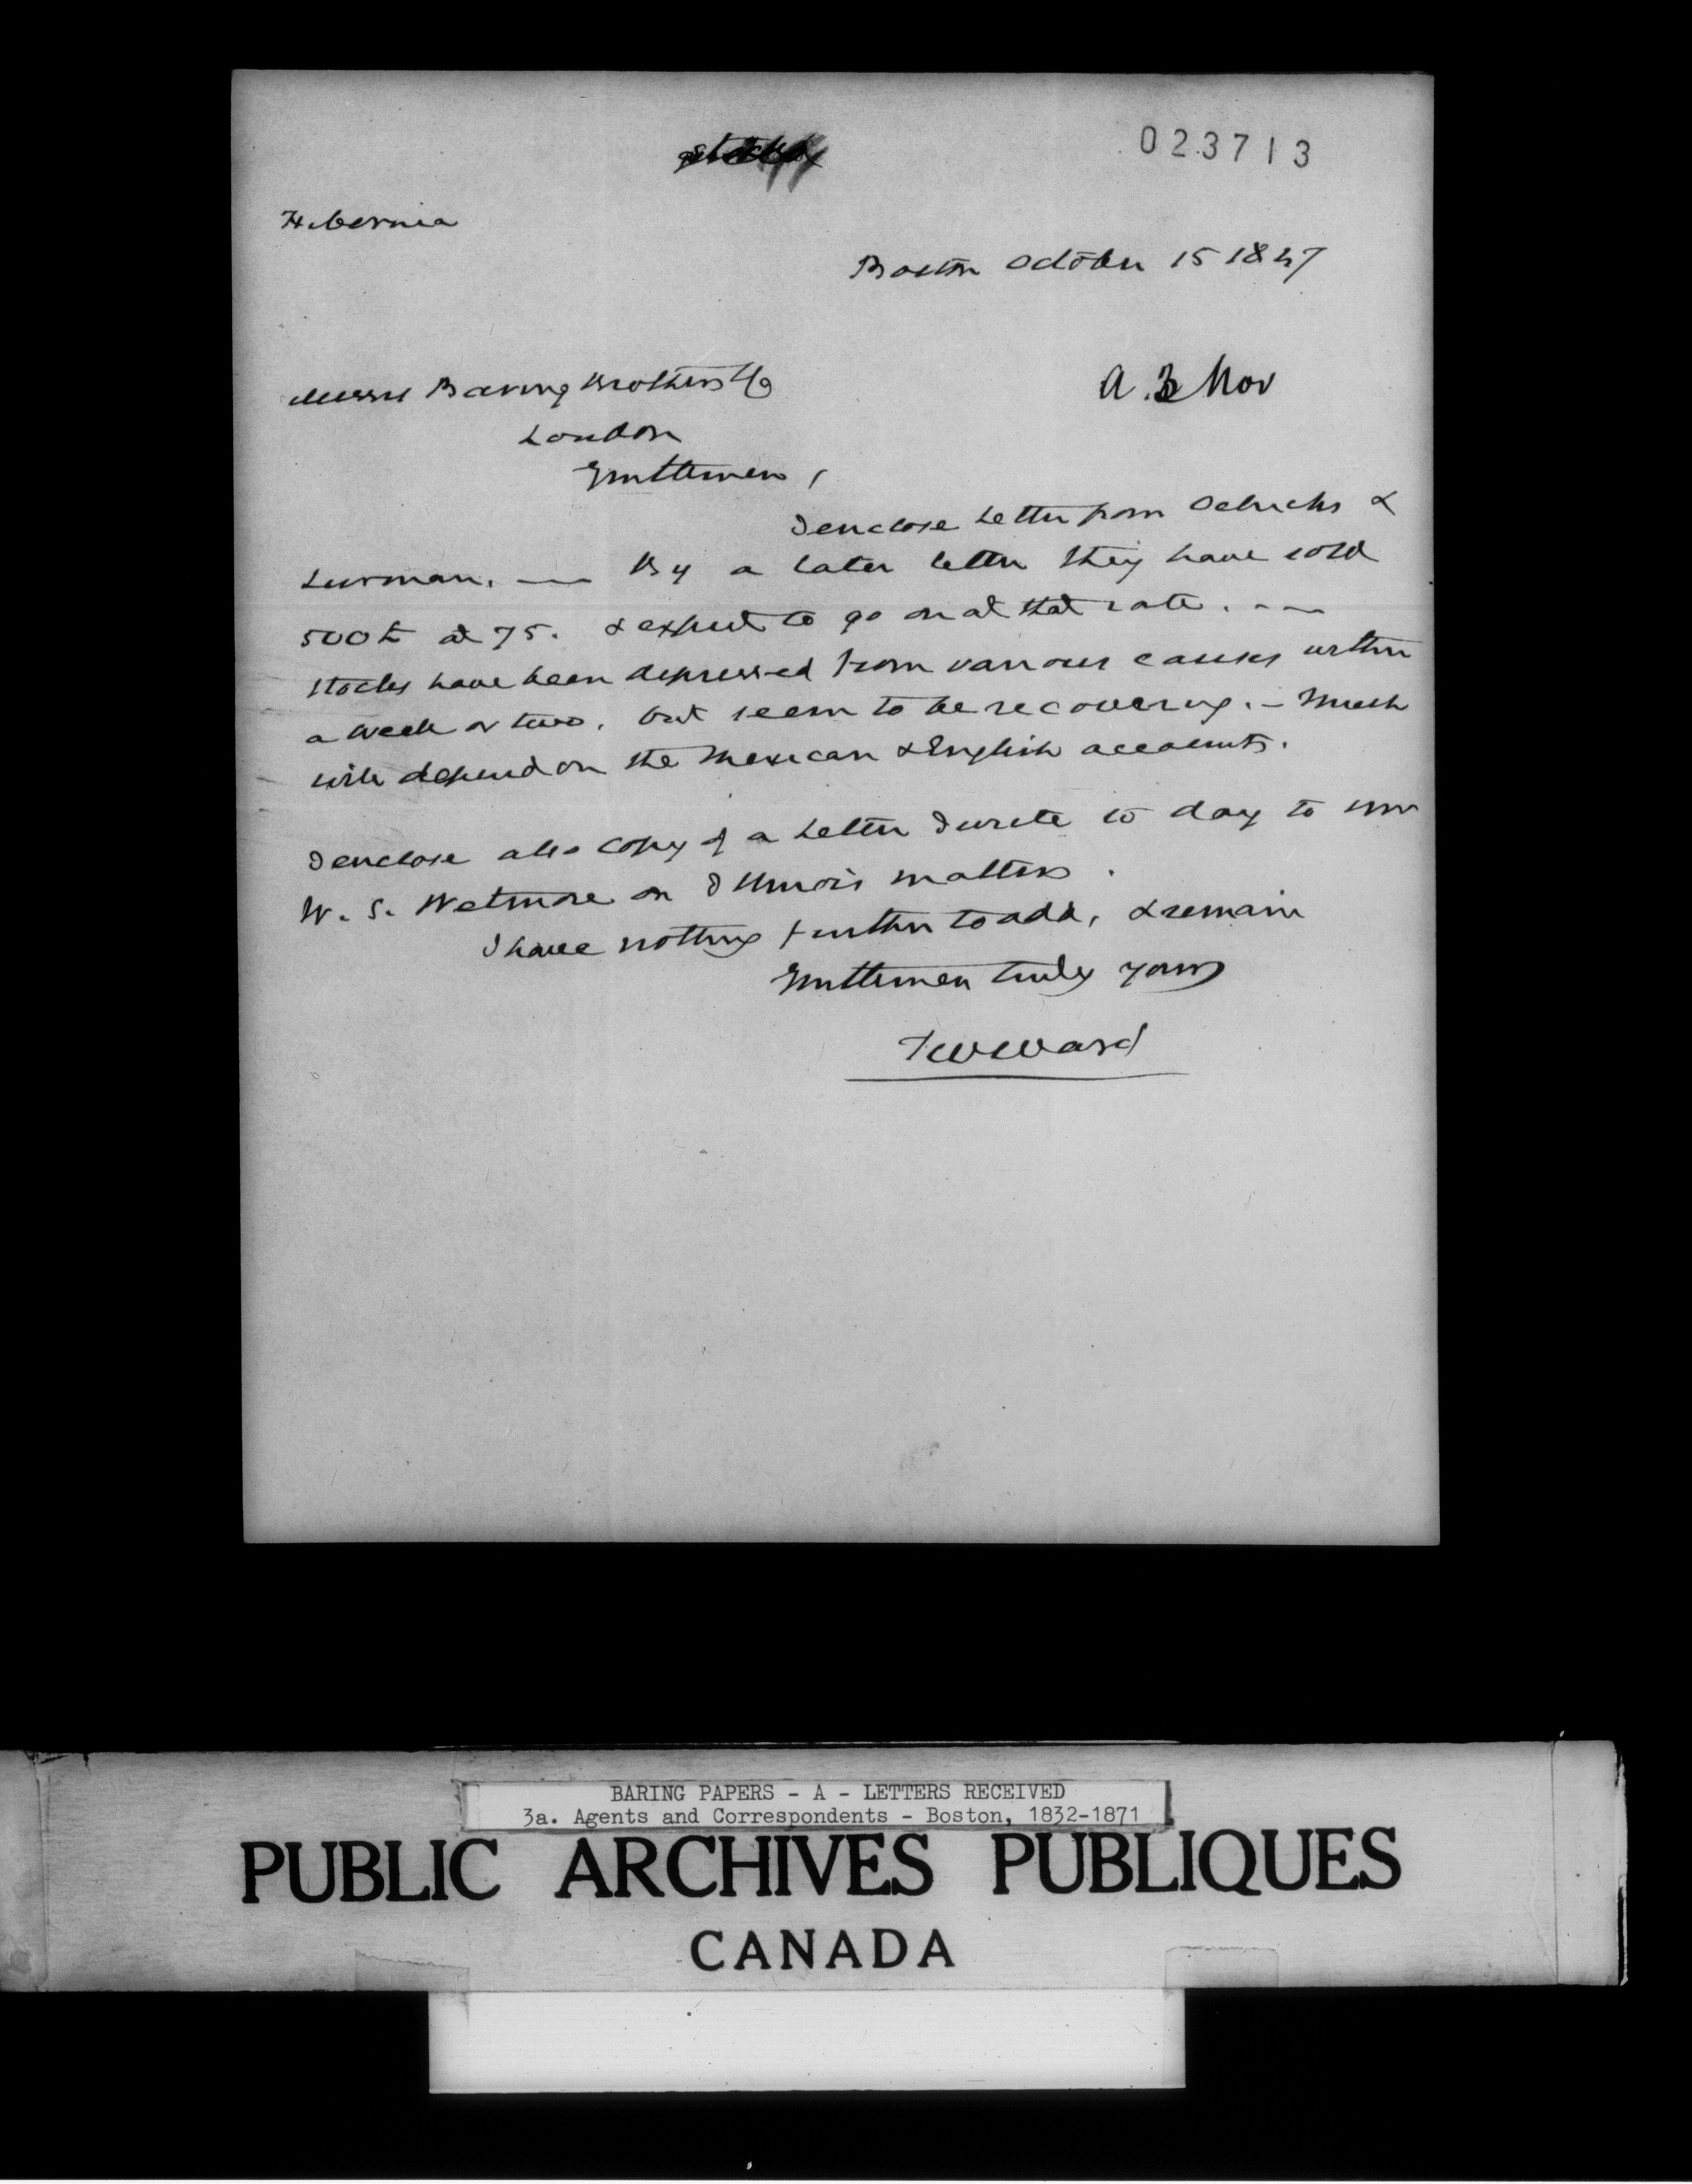 023713
Hibernia
Boston October 15 1847
Messrs Baring Brothers & Co
A. 3 Nov
London
Gentlemen,
I enclose Letter from Oelrichs &
Lurman. — By a later letter they have sold
500£ at 75. & expect to go on at that rate. —
Stocks have been depressed from various causes within
a week or two, but seem to be recovering. — Much
will depend on the Mexican & English accounts.
I enclose also copy of a Letter I write to day to Mr
W. S. Wetmore on Illinois matters.
I have nothing further to add, & remain
Gentlemen truly yours
T W Ward
BARING PAPERS - A - LETTERS RECEIVED
3a. Agents and Correspondents - Boston, 1832-1871
PUBLIC ARCHIVES PUBLIQUES
CANADA